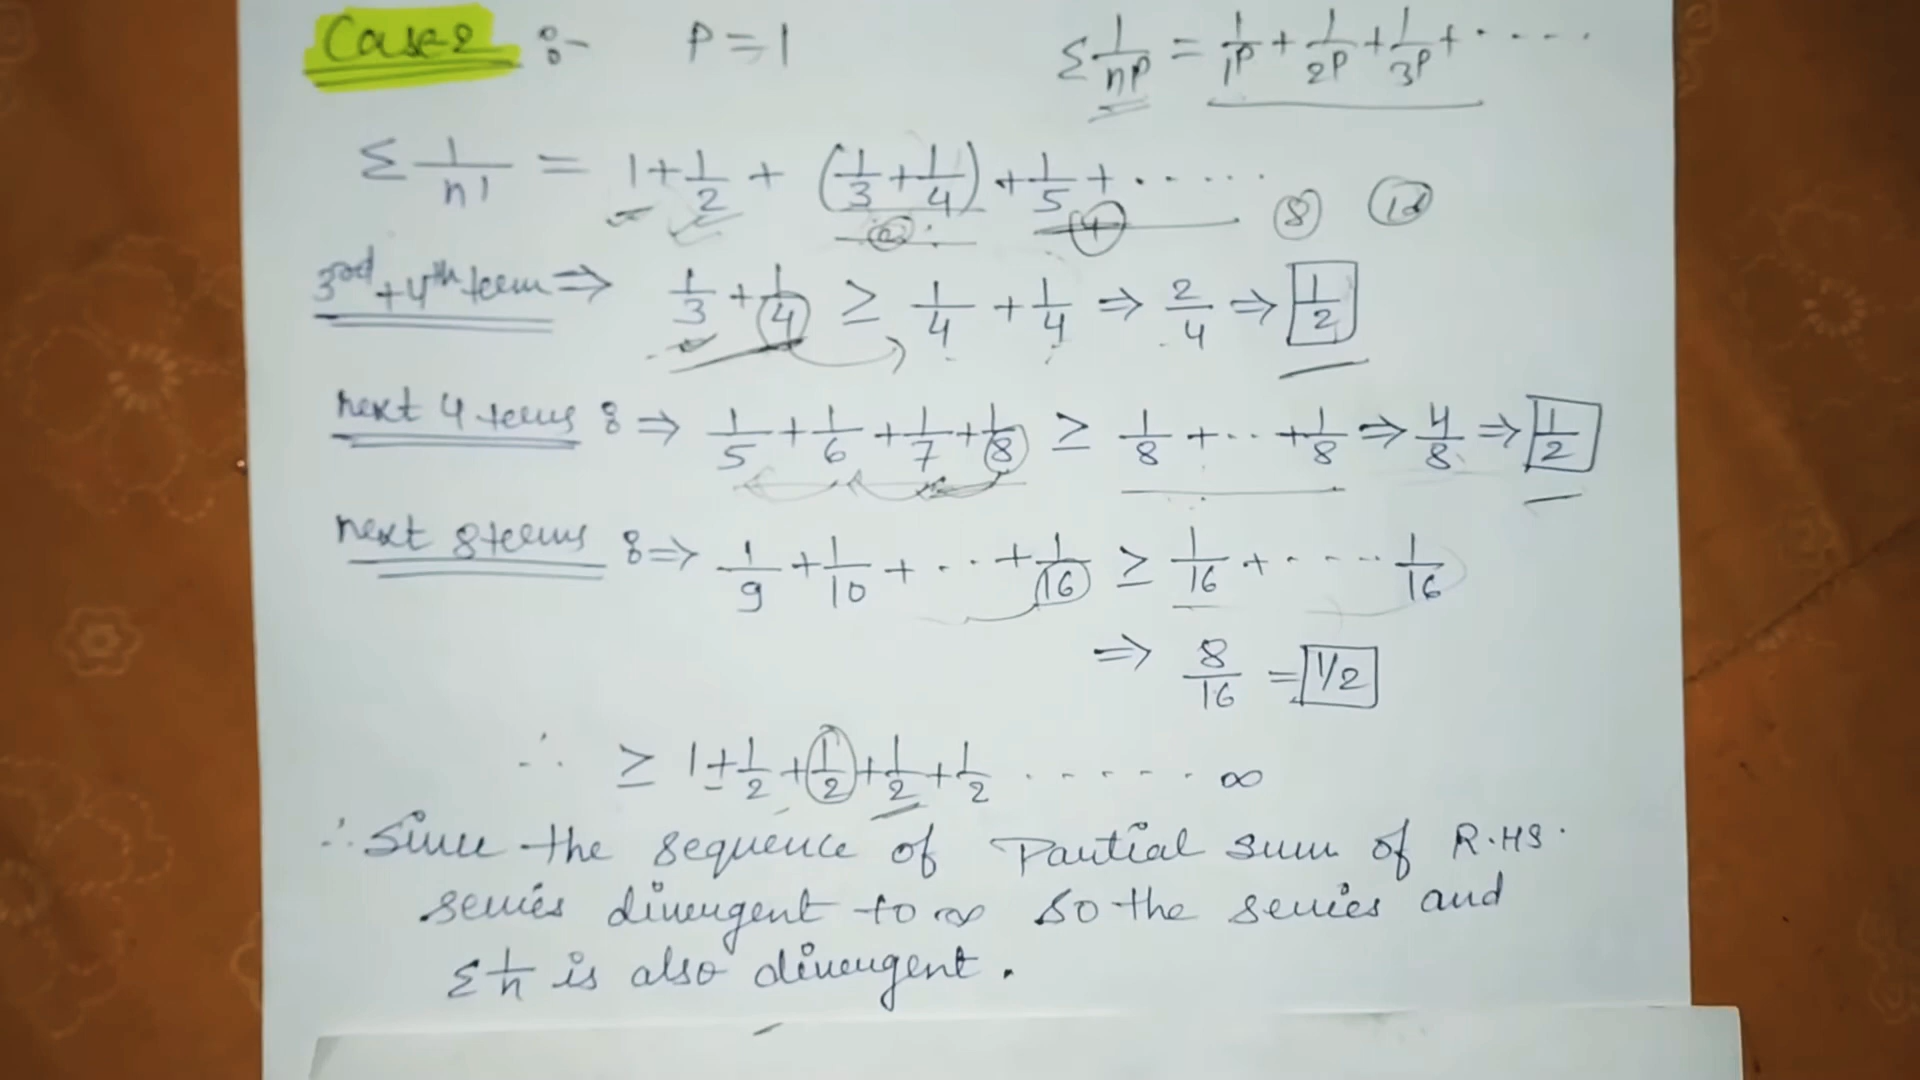 Case2 :- P=1 Σ 1/n^p = 1/1^p + 1/2^p + 1/3^p + ....
Σ 1/n^1 = 1 + 1/2 + (1/3 + 1/4) + 1/5 + ......
4 8
3rd + 4th term ⇒ 1/3 + 1/4 ≥ 1/4 + 1/4 ⇒ 2/4 ⇒ 1/2
next 4 terms : ⇒ 1/5 + 1/6 + 1/7 + 1/8 ≥ 1/8 + .. + 1/8 ⇒ 4/8 ⇒ 1/2
next 8 terms : ⇒ 1/9 + 1/10 + .. + 1/16 ≥ 1/16 + .... 1/16
⇒ 8/16 = 1/2
∴ ≥ 1 + 1/2 + 1/2 + 1/2 + 1/2 ...... ∞
∴ Since the sequence of Partial sum of R.HS.
series divergent to ∞ so the series and
Σ 1/n is also divergent.